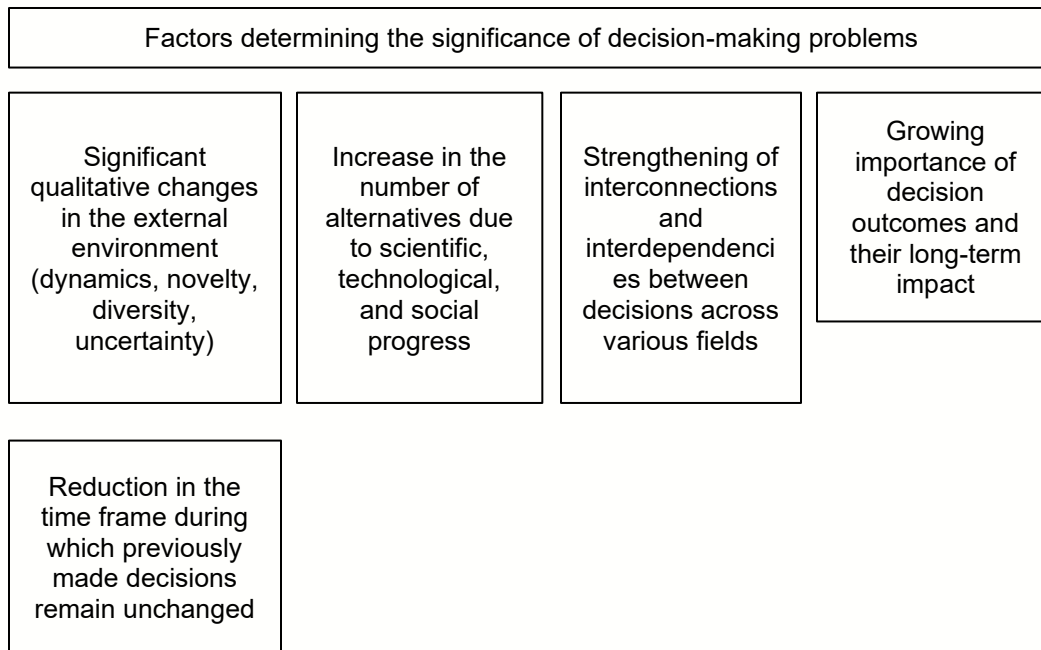 Factors determining the significance of decision-making problems
Significant
qualitative changes
in the external
environment
(dynamics, novelty,
diversity,
uncertainty)
Increase in the
number of
alternatives due
to scientific,
technological,
and social
progress
Strengthening of
interconnections
and
interdependenci
es between
decisions across
various fields
Growing
importance of
decision
outcomes and
their long-term
impact
Reduction in the
time frame during
which previously
made decisions
remain unchanged